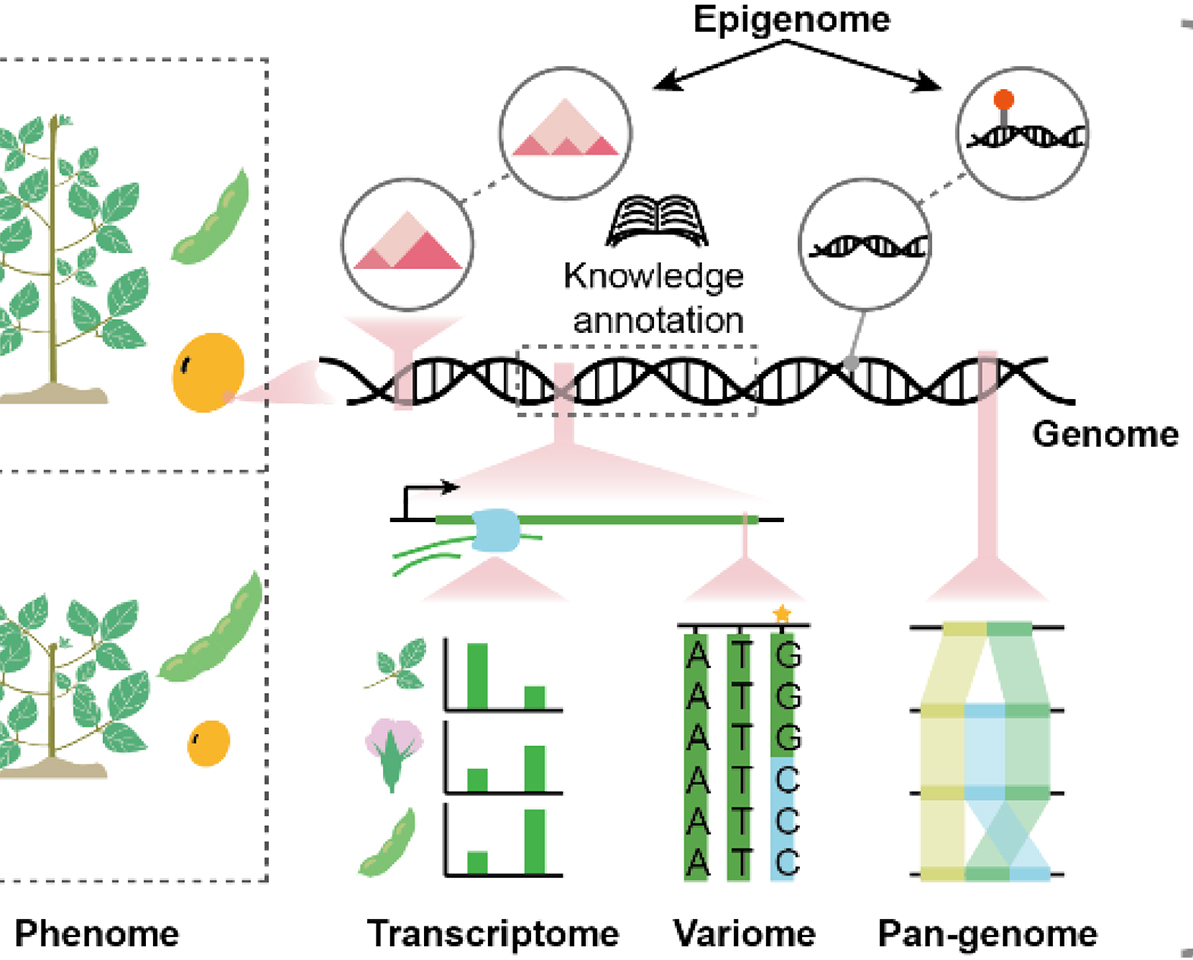 Epigenome
Knowledge
annotation
Genome
A T G
A T G
A T G
A T C
A T C
A T C
Phenome
Transcriptome
Variome
Pan-genome